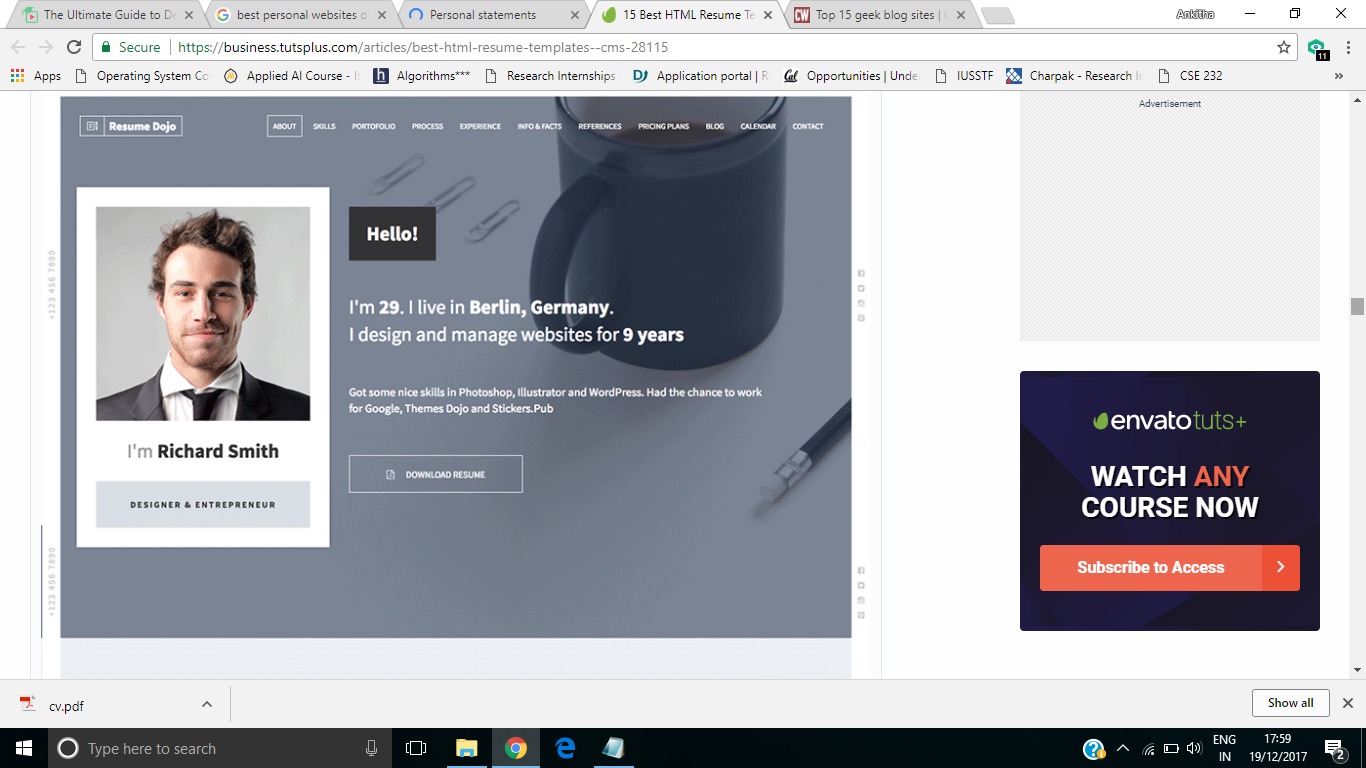 The Ultimate Guide to De
best personal websites o
Personal statements
15 Best HTML Resume Te
Top 15 geek blog sites | C
Ankitha
Secure
https://business.tutsplus.com/articles/best-html-resume-templates--cms-28115
11
Apps
Operating System Co
Applied AI Course - It
Algorithms***
Research Internships
Application portal | R
Opportunities | Unde
IUSSTF
Charpak - Research In
CSE 232
Advertisement
Resume Dojo
ABOUT
SKILLS
PORTOFOLIO
PROCESS
EXPERIENCE
INFO & FACTS
REFERENCES
PRICING PLANS
BLOG
CALENDAR
CONTACT
+123 456 7890
Hello!
I'm 29. I live in Berlin, Germany.
I design and manage websites for 9 years
Got some nice skills in Photoshop, Illustrator and WordPress. Had the chance to work
for Google, Themes Dojo and Stickers.Pub
DOWNLOAD RESUME
I'm Richard Smith
DESIGNER & ENTREPRENEUR
+123 456 7890
envatotuts+
WATCH ANY
COURSE NOW
Subscribe to Access
cv.pdf
Show all
Type here to search
ENG
IN
17:59
19/12/2017
2